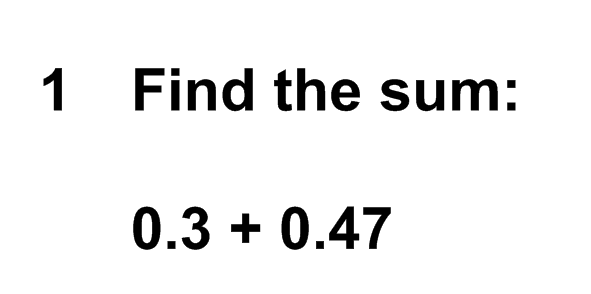 1 Find the sum:
0.3 + 0.47